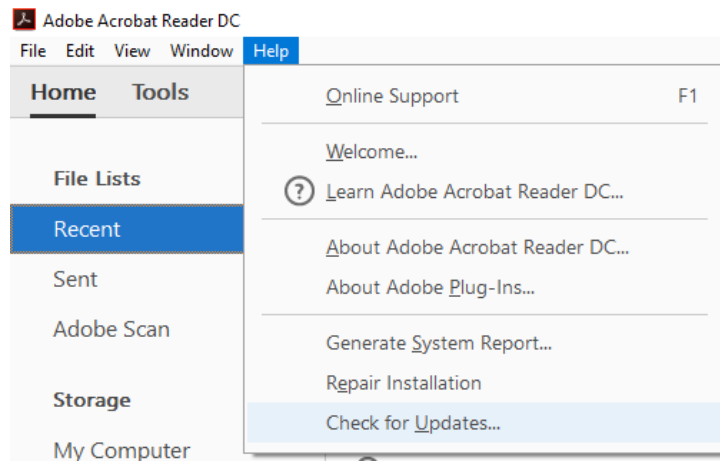 Adobe Acrobat Reader DC
File Edit View Window Help
Home Tools
File Lists
Recent
Sent
Adobe Scan
Storage
My Computer
Online Support F1
Welcome...
Learn Adobe Acrobat Reader DC...
About Adobe Acrobat Reader DC...
About Adobe Plug-Ins...
Generate System Report...
Repair Installation
Check for Updates...